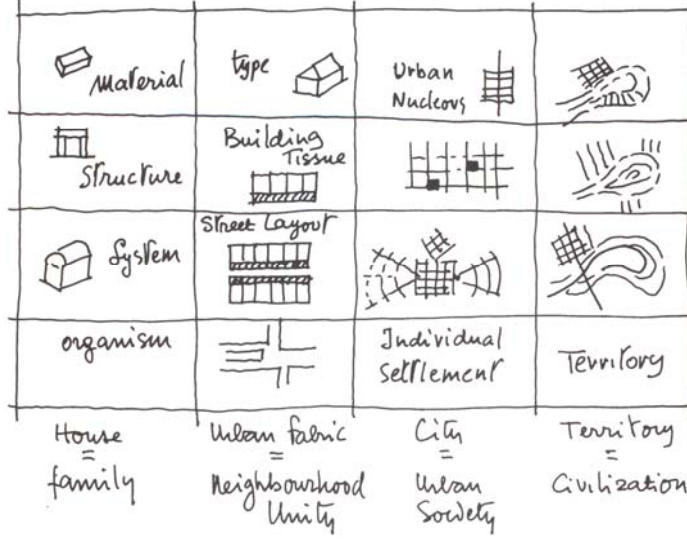 Material
type
Urban
Nucleous
Structure
Building
Tissue
System
Street Layout
organism
Individual
Settlement
Territory
House
=
family
Urban fabric
=
Neighbourhood
Unity
City
=
Urban
Society
Territory
=
Civilization